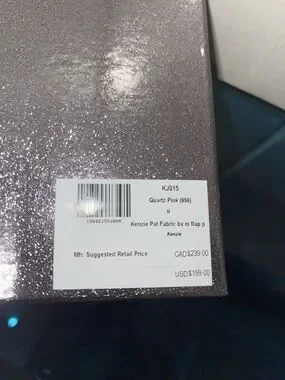 KJ015
Quartz Pink (650)
U
Kenzie Pat Fabric bx m flap p
Kenzie
Mfr. Suggested Retail Price
CAD$239.00
USD$199.00